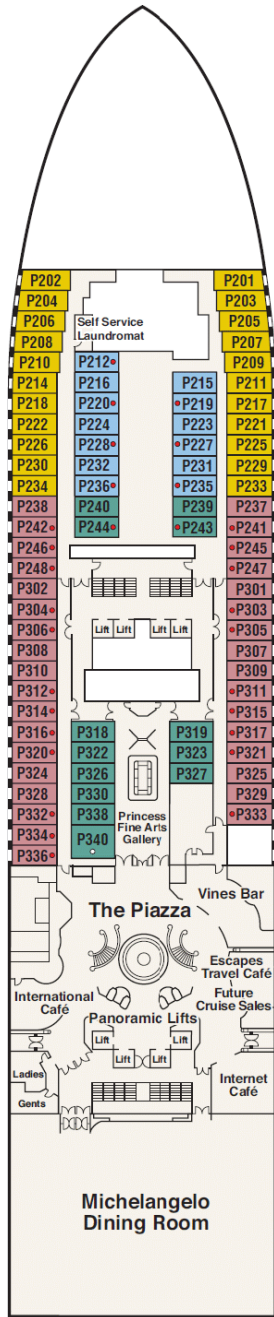 P202 P201
P204 P203
P206 P205
Self Service
Laundromat
P208 P207
P210 P212 P209
P214 P216 P215 P211
P218 P220 P219 P217
P222 P224 P223 P221
P226 P228 P227 P225
P230 P232 P231 P229
P234 P236 P235 P233
P238 P240 P239 P237
P242 P244 P243 P241
P246 P245
P248 P247
P302 P301
P304 P303
P306 Lift Lift Lift Lift P305
P308 P307
P310 P309
P312 P311
P314 P315
P316 P318 P319 P317
P320 P322 P323 P321
P324 P326 P327 P325
P328 P330 P329
P332 P338 P333
P334 P340
P336
Princess
Fine Arts
Gallery
Vines Bar
The Piazza
Escapes
Travel Café
International
Café
Future
Cruise Sales
Panoramic Lifts
Lift Lift
Lift Lift
Ladies
Gents
Internet
Café
Michelangelo
Dining Room